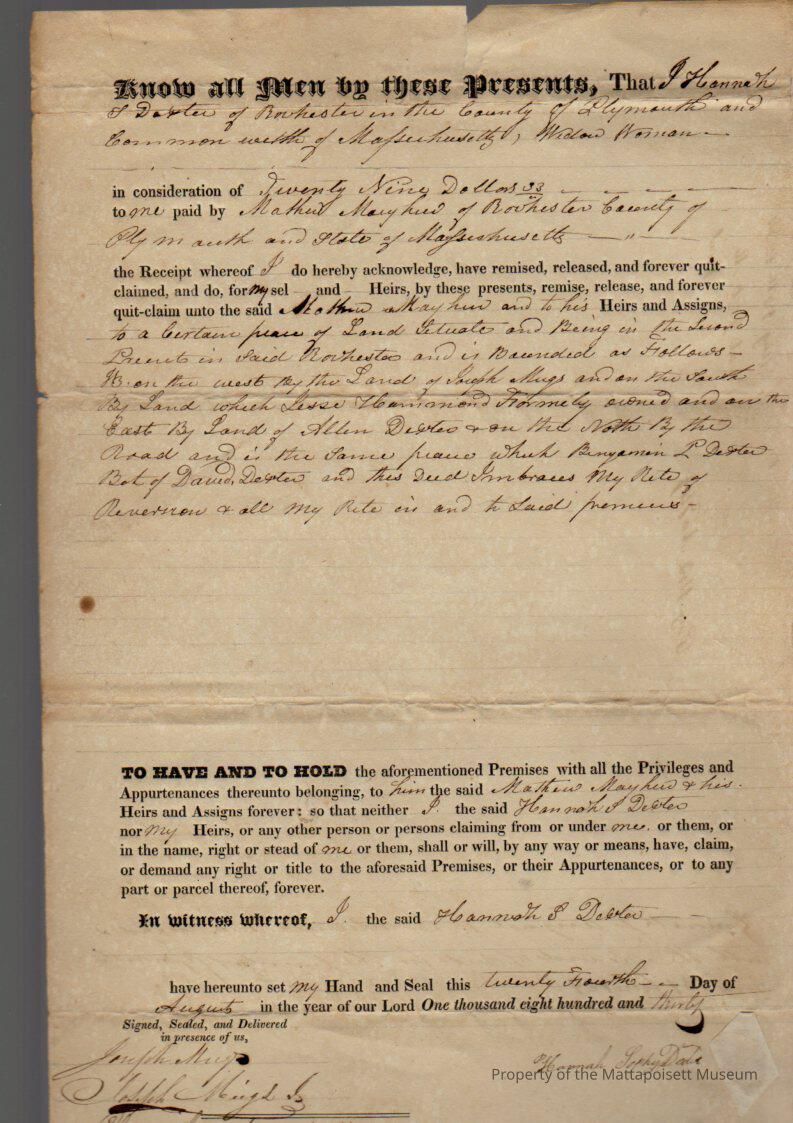 Know all Men by these Presents, That I Hannah
S Dexter of Rochester in the County of Plymouth and
Common welth of Massachusetts, Widow Woman
in consideration of Twenty Nine Dollars 33
to me paid by Mathew Mayhew of Rochester County of
Plymouth and State of Massachusetts
the Receipt whereof I do hereby acknowledge, have remised, released, and forever quit-
claimed, and do, for my sel and Heirs, by these presents, remise, release, and forever
quit-claim unto the said Mathew Mayhew and to his Heirs and Assigns,
to a Certain peace of Land Situate and Being in the Second
in Said Rochester and is Bounded as Follows
on the west By the Land of Joseph Migs and on the South
By Land which Jesse Hammond Formely owned and on the
East By Land of Allen Dexter & on the North By the
Road and is the Same peace which Benjamin L Dexter
Bot of David Dexter and this Deed Imbraces My Rite of
Reversion & all My Rite in and to Said premises
TO HAVE AND TO HOLD the aforementioned Premises with all the Privileges and
Appurtenances thereunto belonging, to him the said Mathew Mayhew & his
Heirs and Assigns forever: so that neither I the said Hannah S Dexter
nor My Heirs, or any other person or persons claiming from or under me. or them, or
in the name, right or stead of me or them, shall or will, by any way or means, have, claim,
or demand any right or title to the aforesaid Premises, or their Appurtenances, or to any
part or parcel thereof, forever.
In witness whereof, I. the said Hannah S Dexter
have hereunto set my Hand and Seal this twenty Fourth Day of
August in the year of our Lord One thousand eight hundred and thirty
Signed, Sealed, and Delivered
in presence of us,
Joseph Migs
Hannah Dexter
Property of the Mattapoisett Museum
Joseph Meigs Jr